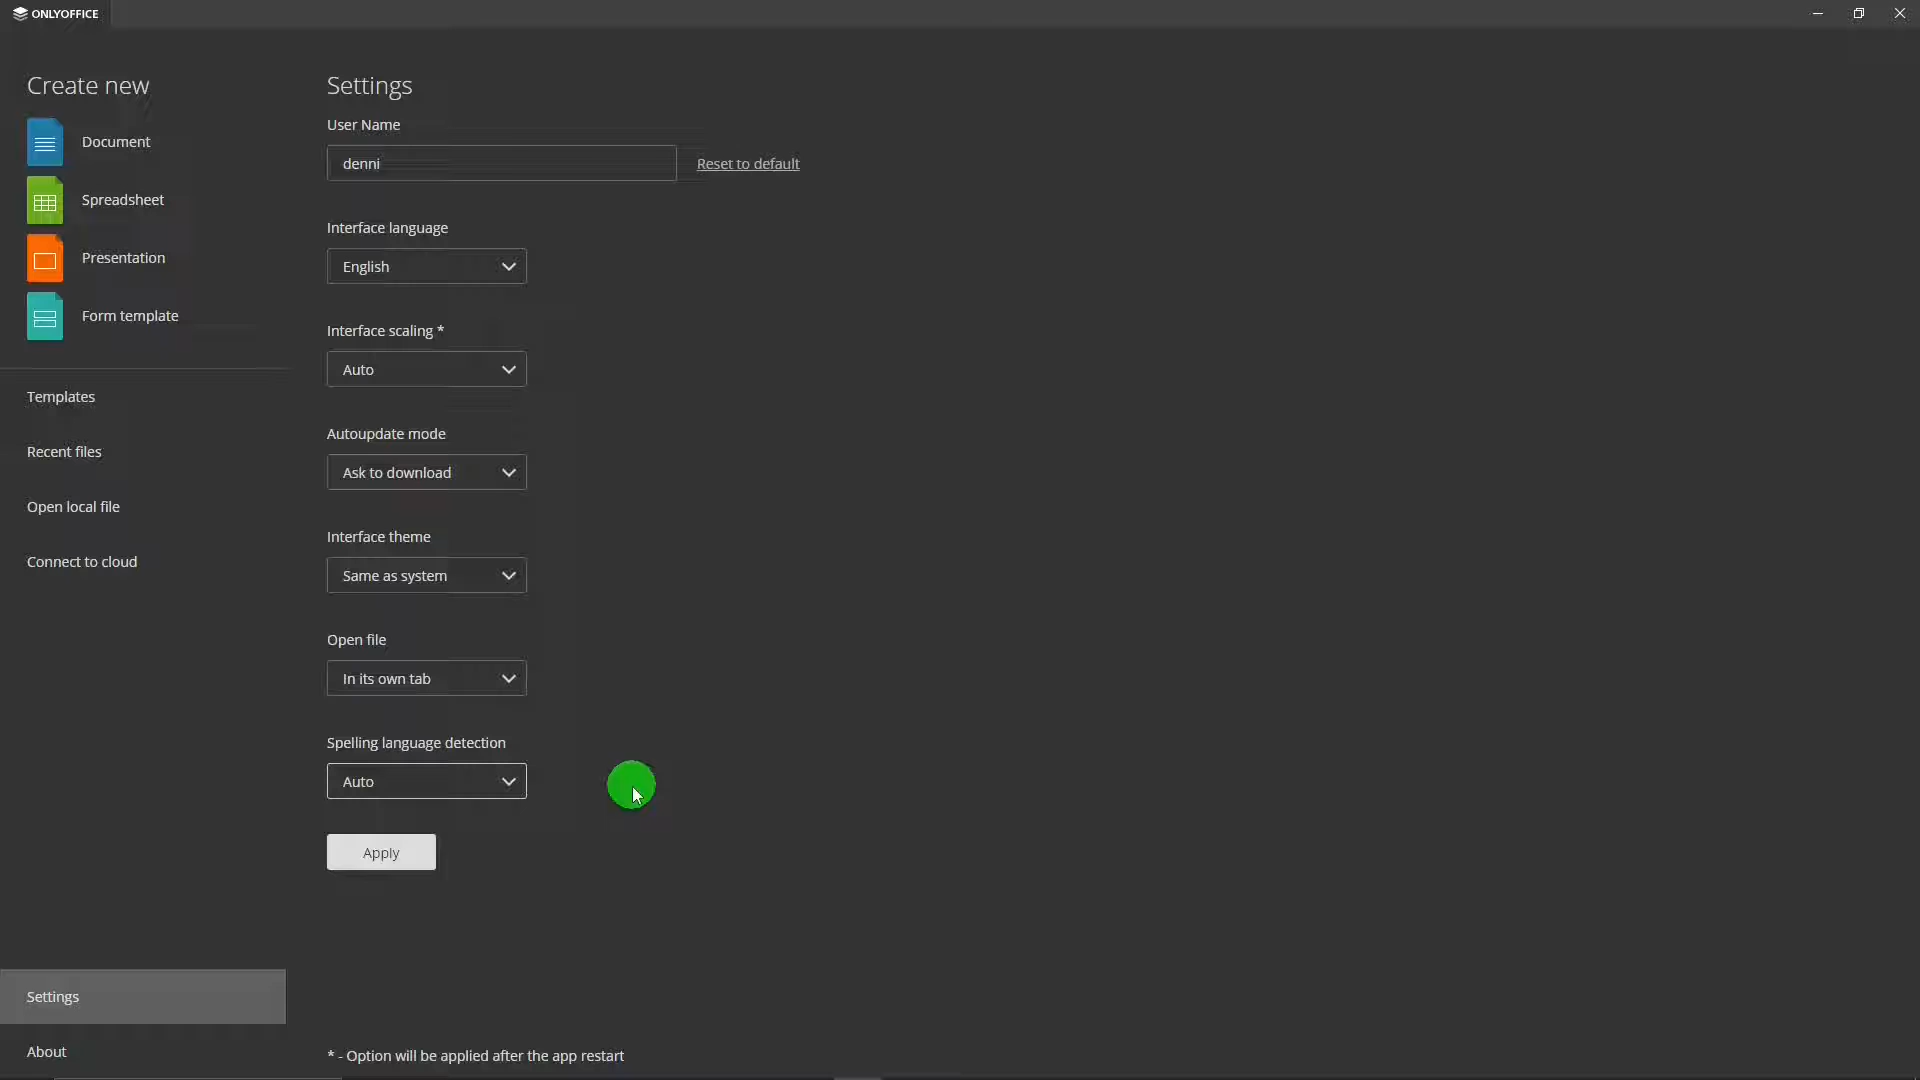 ONLYOFFICE
Create new
Document
Spreadsheet
Presentation
Form template
Templates
Recent files
Open local file
Connect to cloud
Settings
About
Settings
User Name
denni
Reset to default
Interface language
English
Interface scaling *
Auto
Autoupdate mode
Ask to download
Interface theme
Same as system
Open file
In its own tab
Spelling language detection
Auto
Apply
* - Option will be applied after the app restart